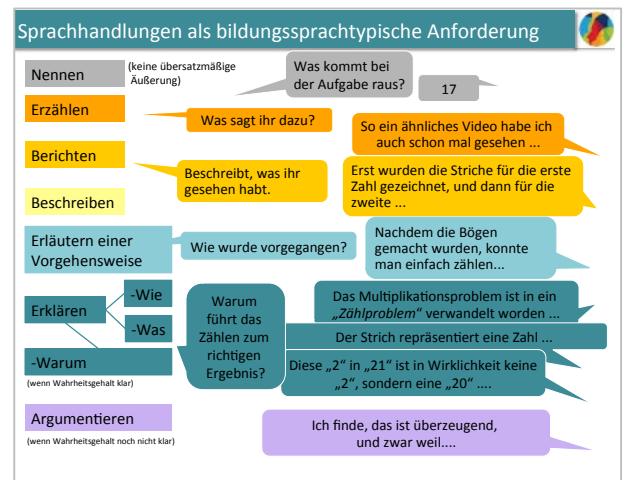 Sprachhandlungen als bildungssprachtypische Anforderung
Nennen
(keine übersatzmäßige
Äußerung)
Was kommt bei
der Aufgabe raus?
17
Erzählen
Was sagt ihr dazu?
So ein ähnliches Video habe ich
auch schon mal gesehen ...
Berichten
Beschreibt, was ihr
gesehen habt.
Erst wurden die Striche für die erste
Zahl gezeichnet, und dann für die
zweite ...
Beschreiben
Erläutern einer
Vorgehensweise
Wie wurde vorgegangen?
Nachdem die Bögen
gemacht wurden, konnte
man einfach zählen...
Erklären
-Wie
-Was
-Warum
(wenn Wahrheitsgehalt klar)
Warum
führt das
Zählen zum
richtigen
Ergebnis?
Das Multiplikationsproblem ist in ein
„Zählproblem“ verwandelt worden ...
Der Strich repräsentiert eine Zahl ...
Diese „2“ in „21“ ist in Wirklichkeit keine
„2“, sondern eine „20“ ....
Argumentieren
(wenn Wahrheitsgehalt noch nicht klar)
Ich finde, das ist überzeugend,
und zwar weil....